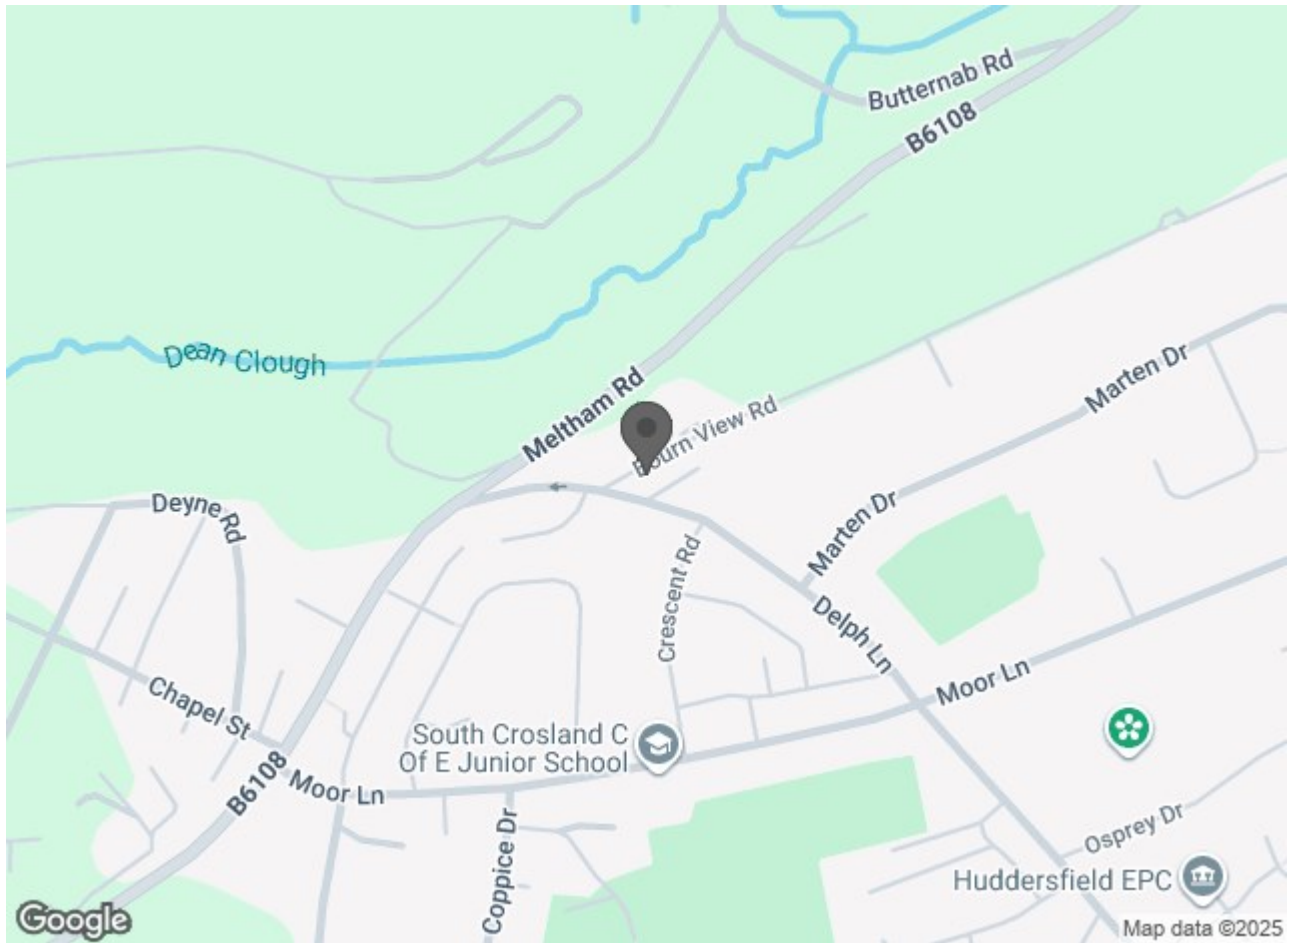 Butternab Rd
B6108
Dean Clough
Meltham Rd
Bourn View Rd
Marten Dr
Marten Dr
Deyne Rd
Crescent Rd
Delph Ln
Moor Ln
Chapel St
South Crosland C
Of E Junior School
B6108
Moor Ln
Coppice Dr
Osprey Dr
Huddersfield EPC
Google
Map data ©2025